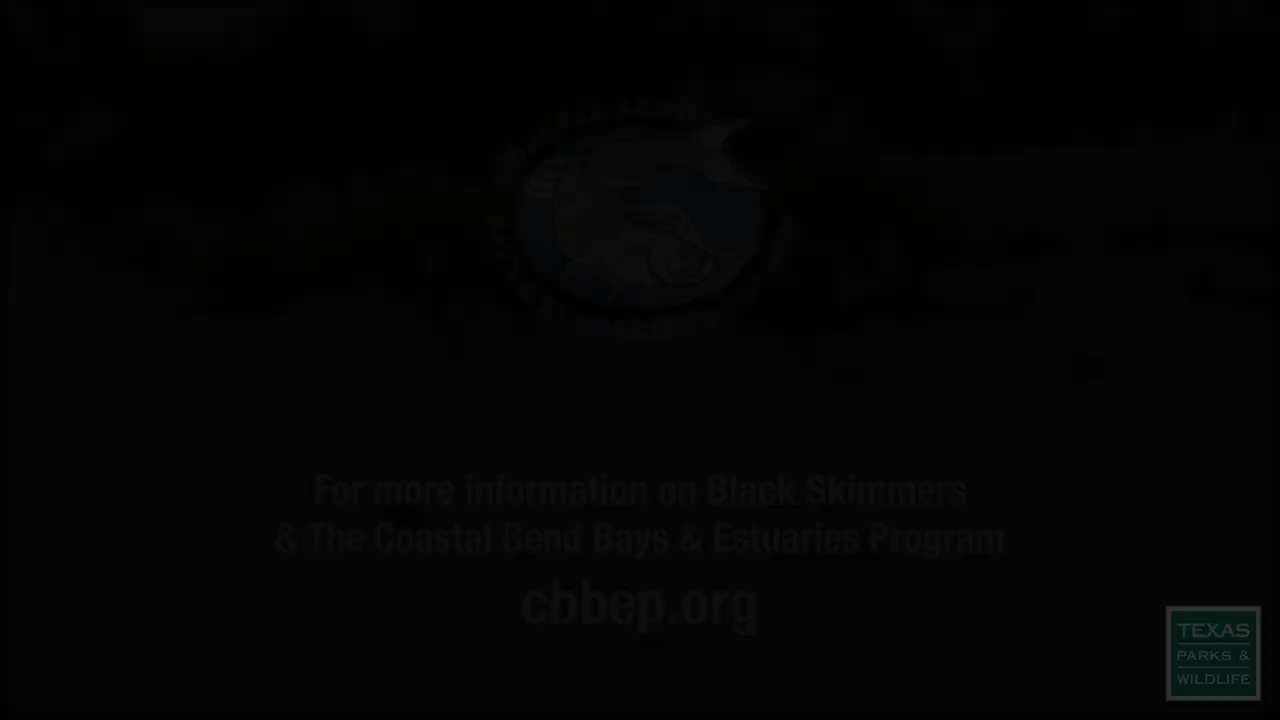 For more information on Black Skimmers
& The Coastal Bend Bays & Estuaries Program
cbbep.org
TEXAS
PARKS &
WILDLIFE